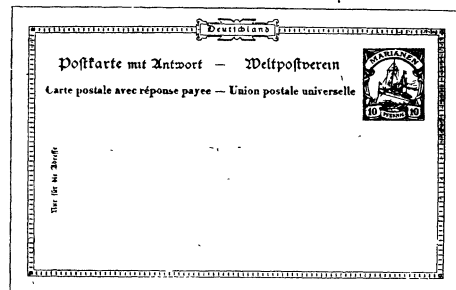 Deutschland
Postkarte mit Antwort — Weltpostverein
Carte postale avec réponse payee — Union postale universelle
MARIANEN
10 PFENNIG 10
Nur für die Adresse